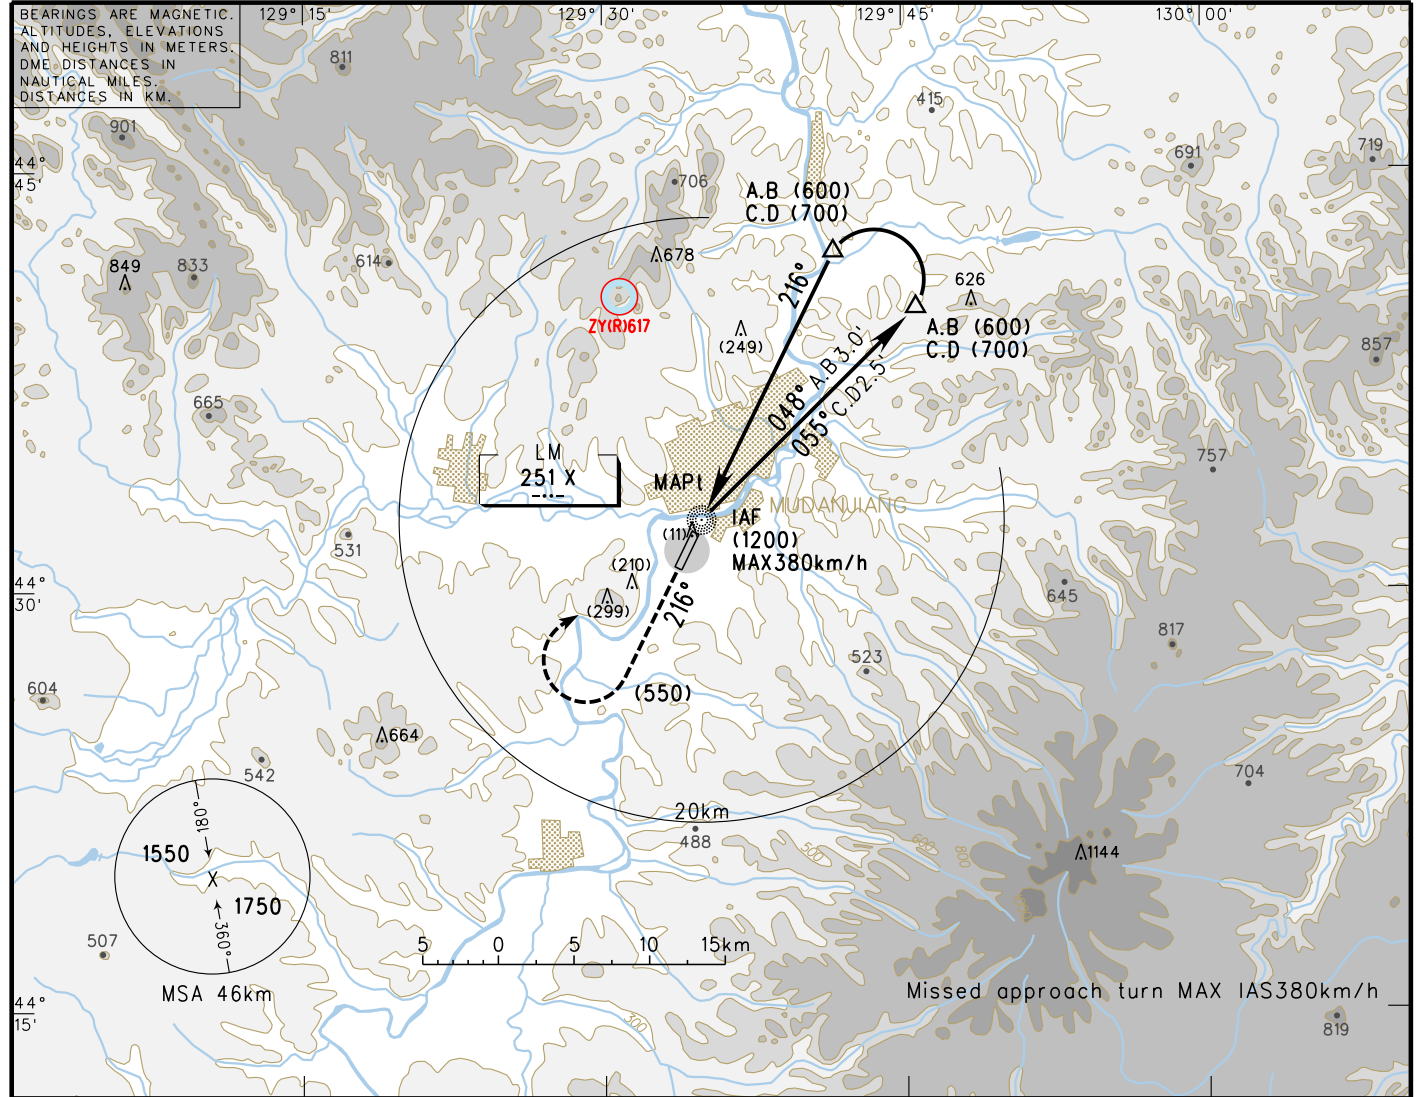 BEARINGS ARE MAGNETIC.
ALTITUDES, ELEVATIONS
AND HEIGHTS IN METERS.
DME DISTANCES IN
NAUTICAL MILES.
DISTANCES IN KM.
129° 15'
129° 30'
129° 45'
130° 00'
811
415
901
44°
45'
719
691
706
A.B (600)
C.D (700)
678
849
833
614
216°
626
ZY(R)617
A.B (600)
C.D (700)
(249)
857
048° A.B3.0'
055° C.D2.5'
665
LM
251 X
757
MAPt
MUDANJIANG
IAF
(1200)
MAX380km/h
(11)
531
(210)
44°
30'
(299)
645
216°
817
523
604
(550)
664
542
704
20km
488
500
600
800
1144
180°
1550
X
1750
360°
507
5 0 5 10 15km
MSA 46km
Missed approach turn MAX IAS380km/h
44°
15'
300
819